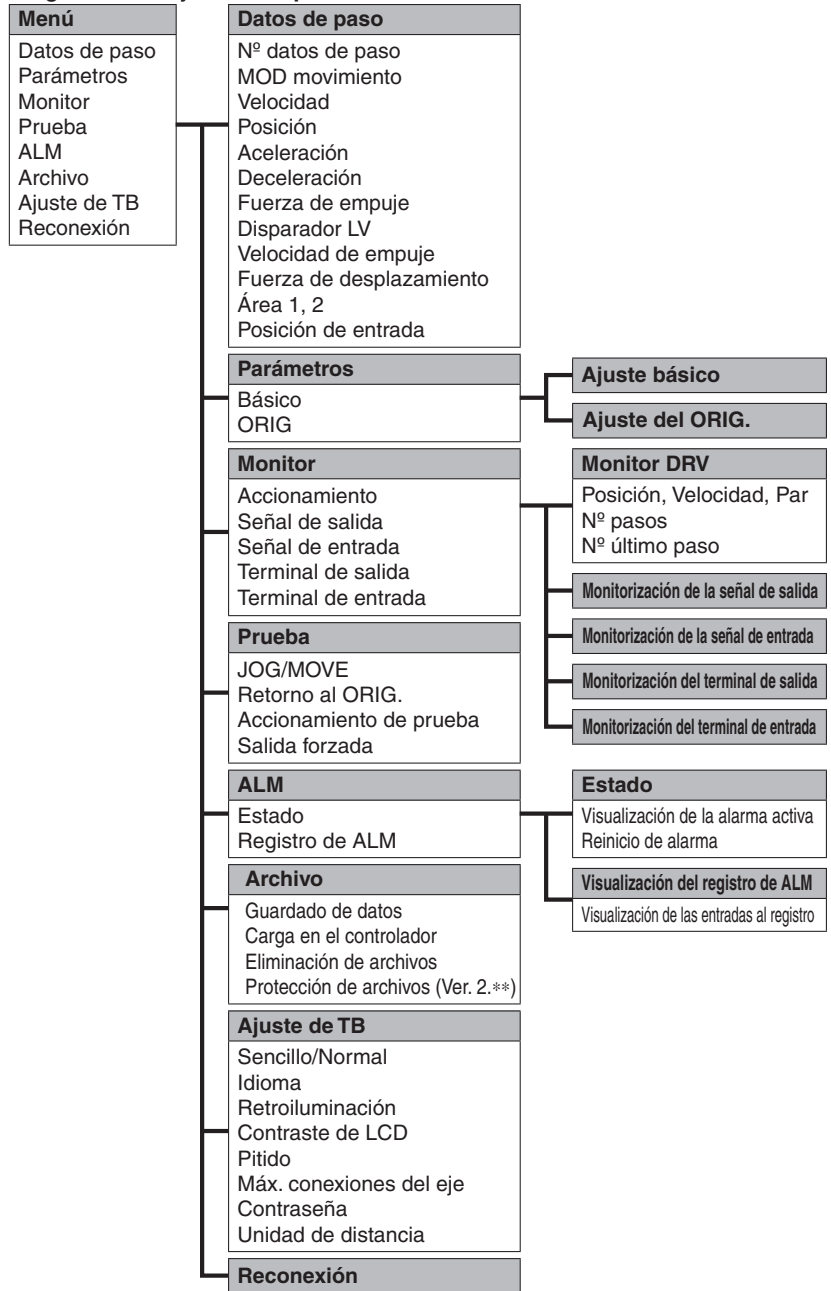 Menú
Datos de paso
Parámetros
Monitor
Prueba
ALM
Archivo
Ajuste de TB
Reconexión
Datos de paso
Nº datos de paso
MOD movimiento
Velocidad
Posición
Aceleración
Deceleración
Fuerza de empuje
Disparador LV
Velocidad de empuje
Fuerza de desplazamiento
Área 1, 2
Posición de entrada
Parámetros
Básico
ORIG
Ajuste básico
Ajuste del ORIG.
Monitor
Accionamiento
Señal de salida
Señal de entrada
Terminal de salida
Terminal de entrada
Monitor DRV
Posición, Velocidad, Par
Nº pasos
Nº último paso
Monitorización de la señal de salida
Monitorización de la señal de entrada
Monitorización del terminal de salida
Monitorización del terminal de entrada
Prueba
JOG/MOVE
Retorno al ORIG.
Accionamiento de prueba
Salida forzada
ALM
Estado
Registro de ALM
Estado
Visualización de la alarma activa
Reinicio de alarma
Visualización del registro de ALM
Visualización de las entradas al registro
Archivo
Guardado de datos
Carga en el controlador
Eliminación de archivos
Protección de archivos (Ver. 2.**)
Ajuste de TB
Sencillo/Normal
Idioma
Retroiluminación
Contraste de LCD
Pitido
Máx. conexiones del eje
Contraseña
Unidad de distancia
Reconexión